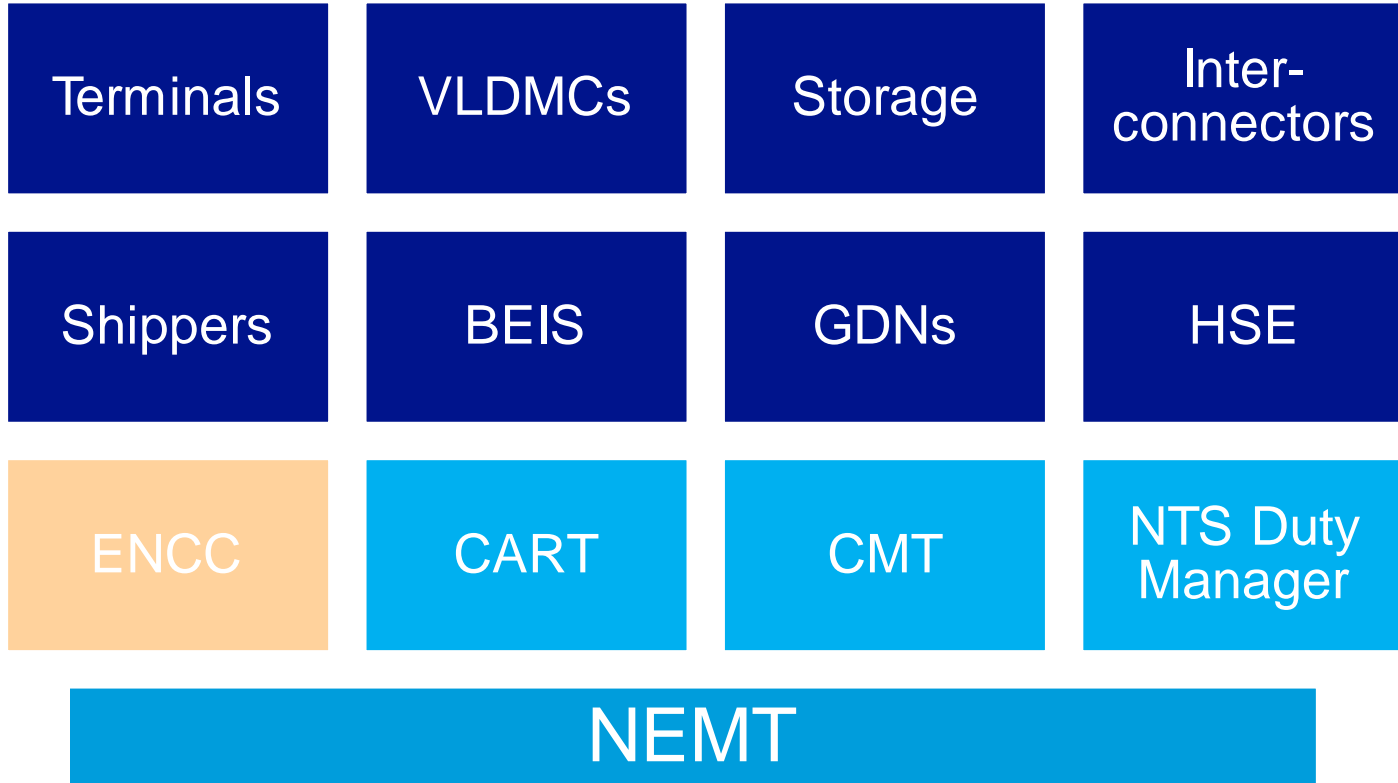 Terminals
VLDMCs
Storage
Inter-
connectors
Shippers
BEIS
GDNs
HSE
ENCC
CART
CMT
NTS Duty
Manager
NEMT